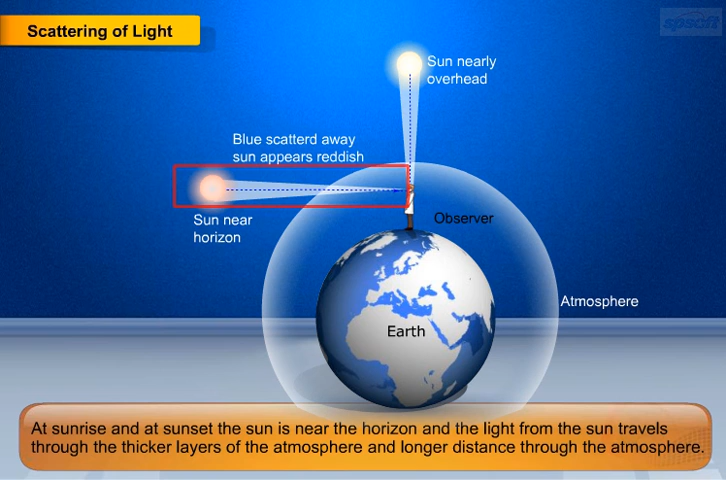 Scattering of Light
spsoft
Sun nearly
overhead
Blue scatterd away
sun appears reddish
Sun near
horizon
Observer
Atmosphere
Earth
At sunrise and at sunset the sun is near the horizon and the light from the sun travels
through the thicker layers of the atmosphere and longer distance through the atmosphere.